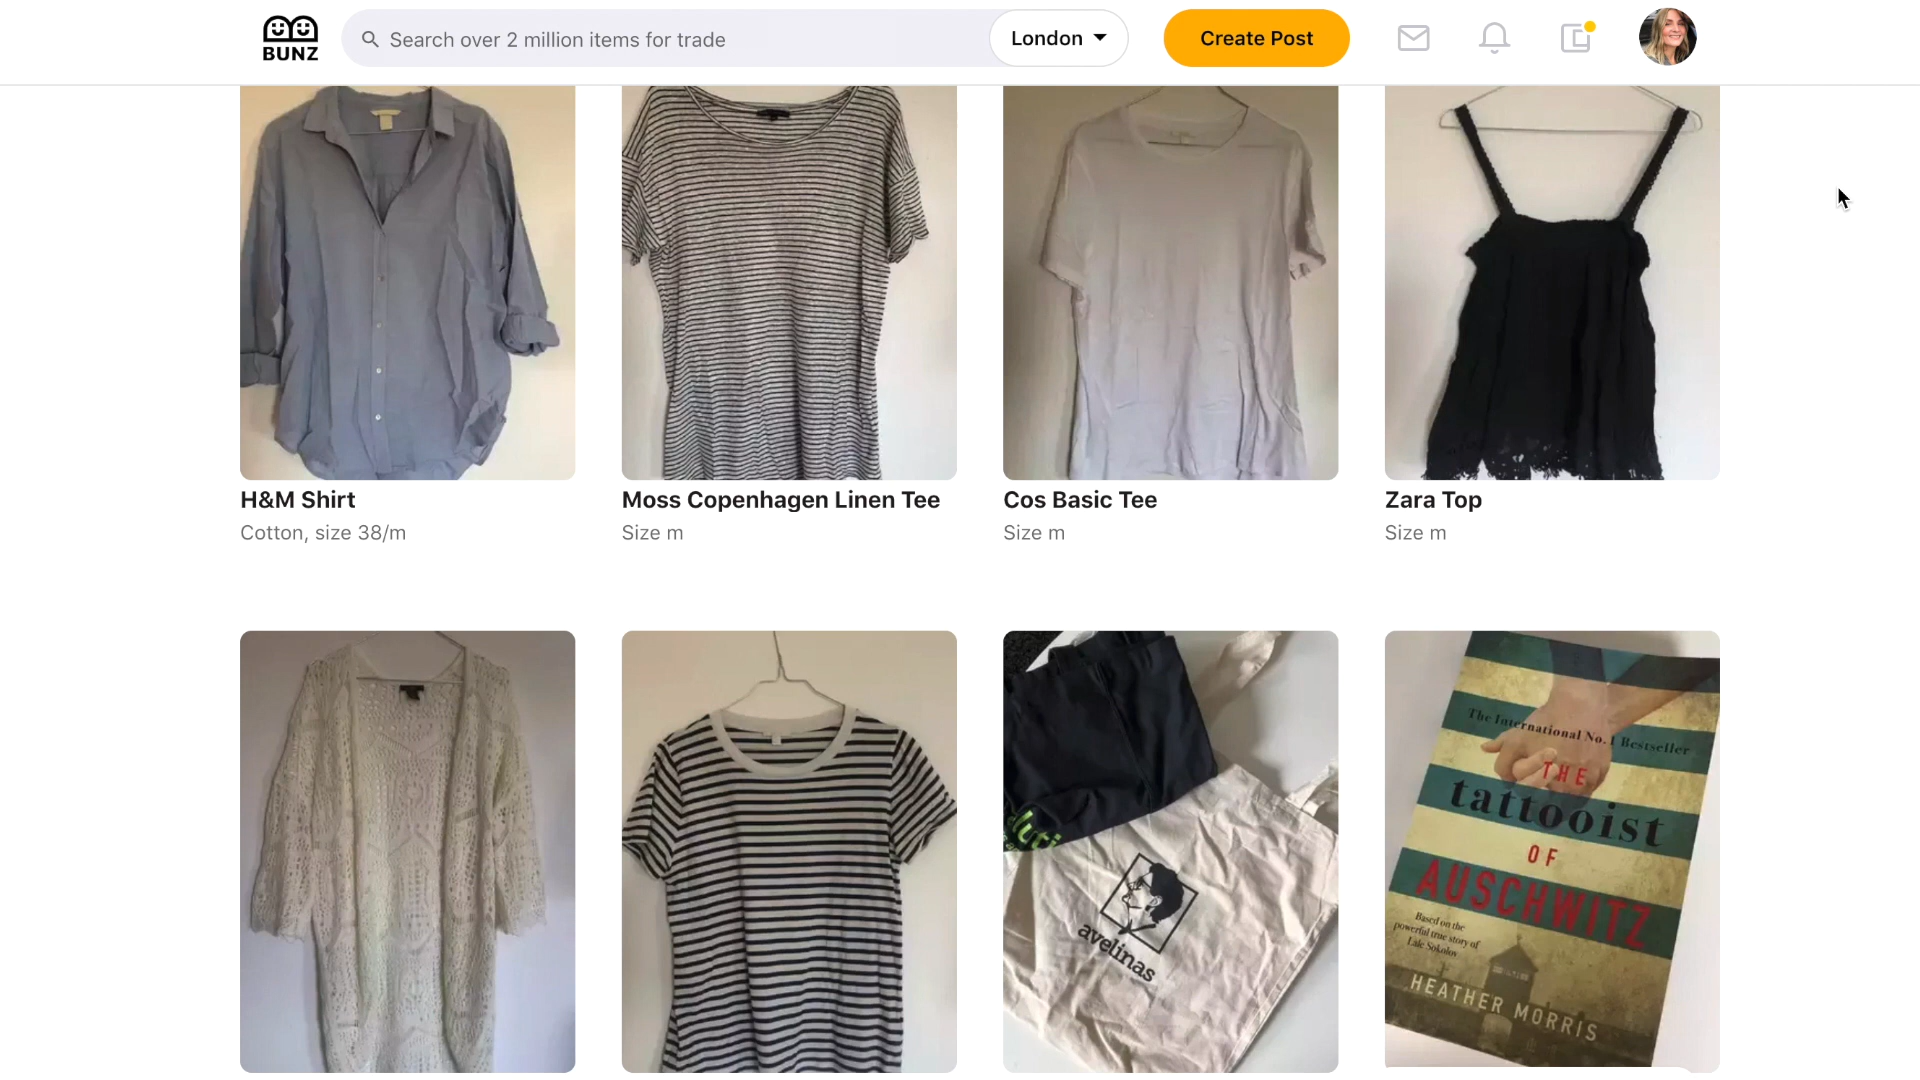 BUNZ
Search over 2 million items for trade
London
Create Post
H&M Shirt
Cotton, size 38/m
Moss Copenhagen Linen Tee
Size m
Cos Basic Tee
Size m
Zara Top
Size m
avelinas
The International No. 1 Bestseller
THE
tattooist
OF
AUSCHWITZ
Based on the
powerful true story of
Lale Sokolov
HEATHER MORRIS